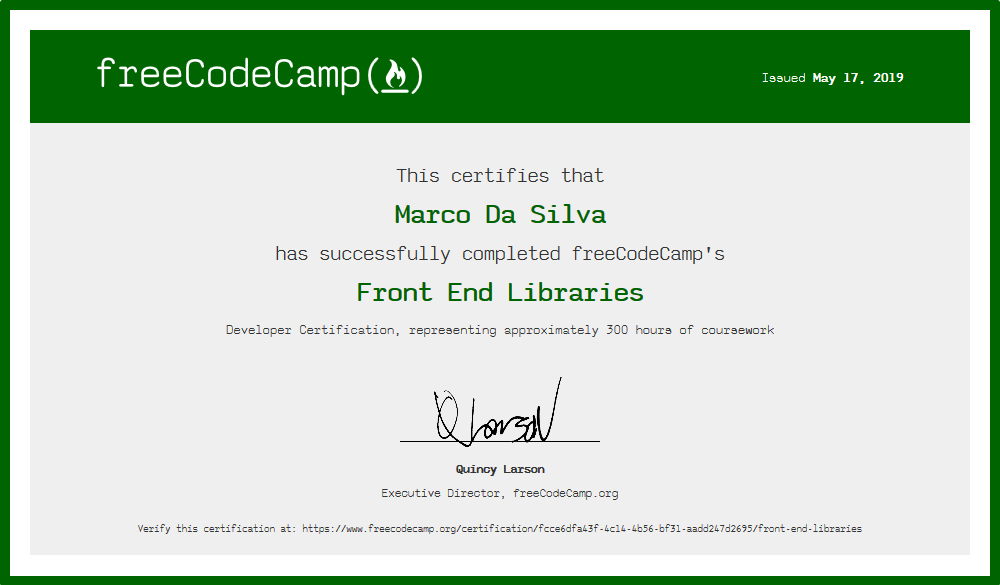 freeCodeCamp(🔥)
Issued May 17, 2019
This certifies that
Marco Da Silva
has successfully completed freeCodeCamp's
Front End Libraries
Developer Certification, representing approximately 300 hours of coursework
Q Larson
Quincy Larson
Executive Director, freeCodeCamp.org
Verify this certification at: https://www.freecodecamp.org/certification/fcce6dfa43f-4c14-4b56-bf31-aadd247d2695/front-end-libraries